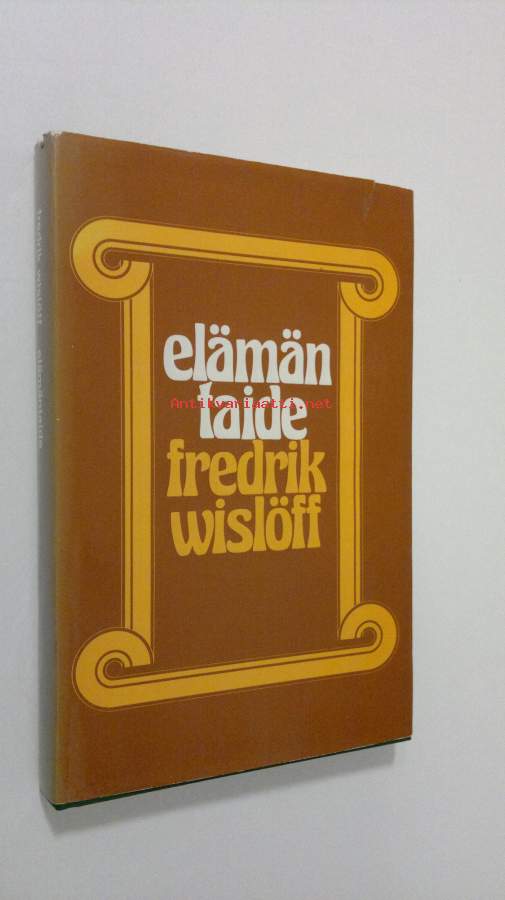 elämän
taide
fredrik
wislöff
Antikvariaatti.net
fredrik wislöff elämäntaide